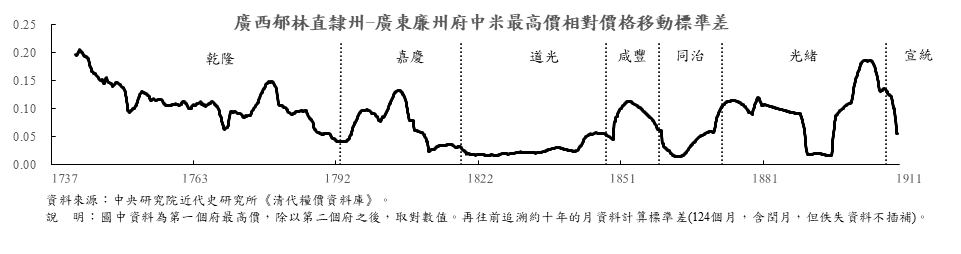 廣西郁林直隸州-廣東廉州府中米最高價相對價格移動標準差
0.25
0.20
0.15
0.10
0.05
0.00
乾隆 嘉慶 道光 咸豐 同治 光緒 宣統
1737 1763 1792 1822 1851 1881 1911
資料來源：中央研究院近代史研究所《清代糧價資料庫》。
說　明：圖中資料為第一個府最高價，除以第二個府之後，取對數值。再往前追溯約十年的月資料計算標準差(124個月，含閏月，但佚失資料不插補)。